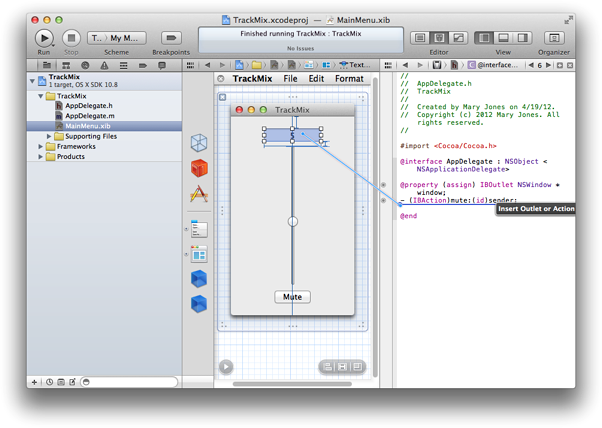 TrackMix.xcodeproj — MainMenu.xib
Run
Stop
T... › My M...
Scheme
Breakpoints
Finished running TrackMix : TrackMix
No Issues
Editor
View
Organizer
Text...
@interface...
6
TrackMix
1 target, OS X SDK 10.8
TrackMix
AppDelegate.h
AppDelegate.m
MainMenu.xib
Supporting Files
Frameworks
Products
TrackMix File Edit Format
TrackMix
5
Mute
//
// AppDelegate.h
// TrackMix
//
// Created by Mary Jones on 4/19/12.
// Copyright (c) 2012 Mary Jones. All
rights reserved.
//
#import <Cocoa/Cocoa.h>
@interface AppDelegate : NSObject <
NSApplicationDelegate>
@property (assign) IBOutlet NSWindow *
window;
- (IBAction)mute:(id)sender;
Insert Outlet or Action
@end